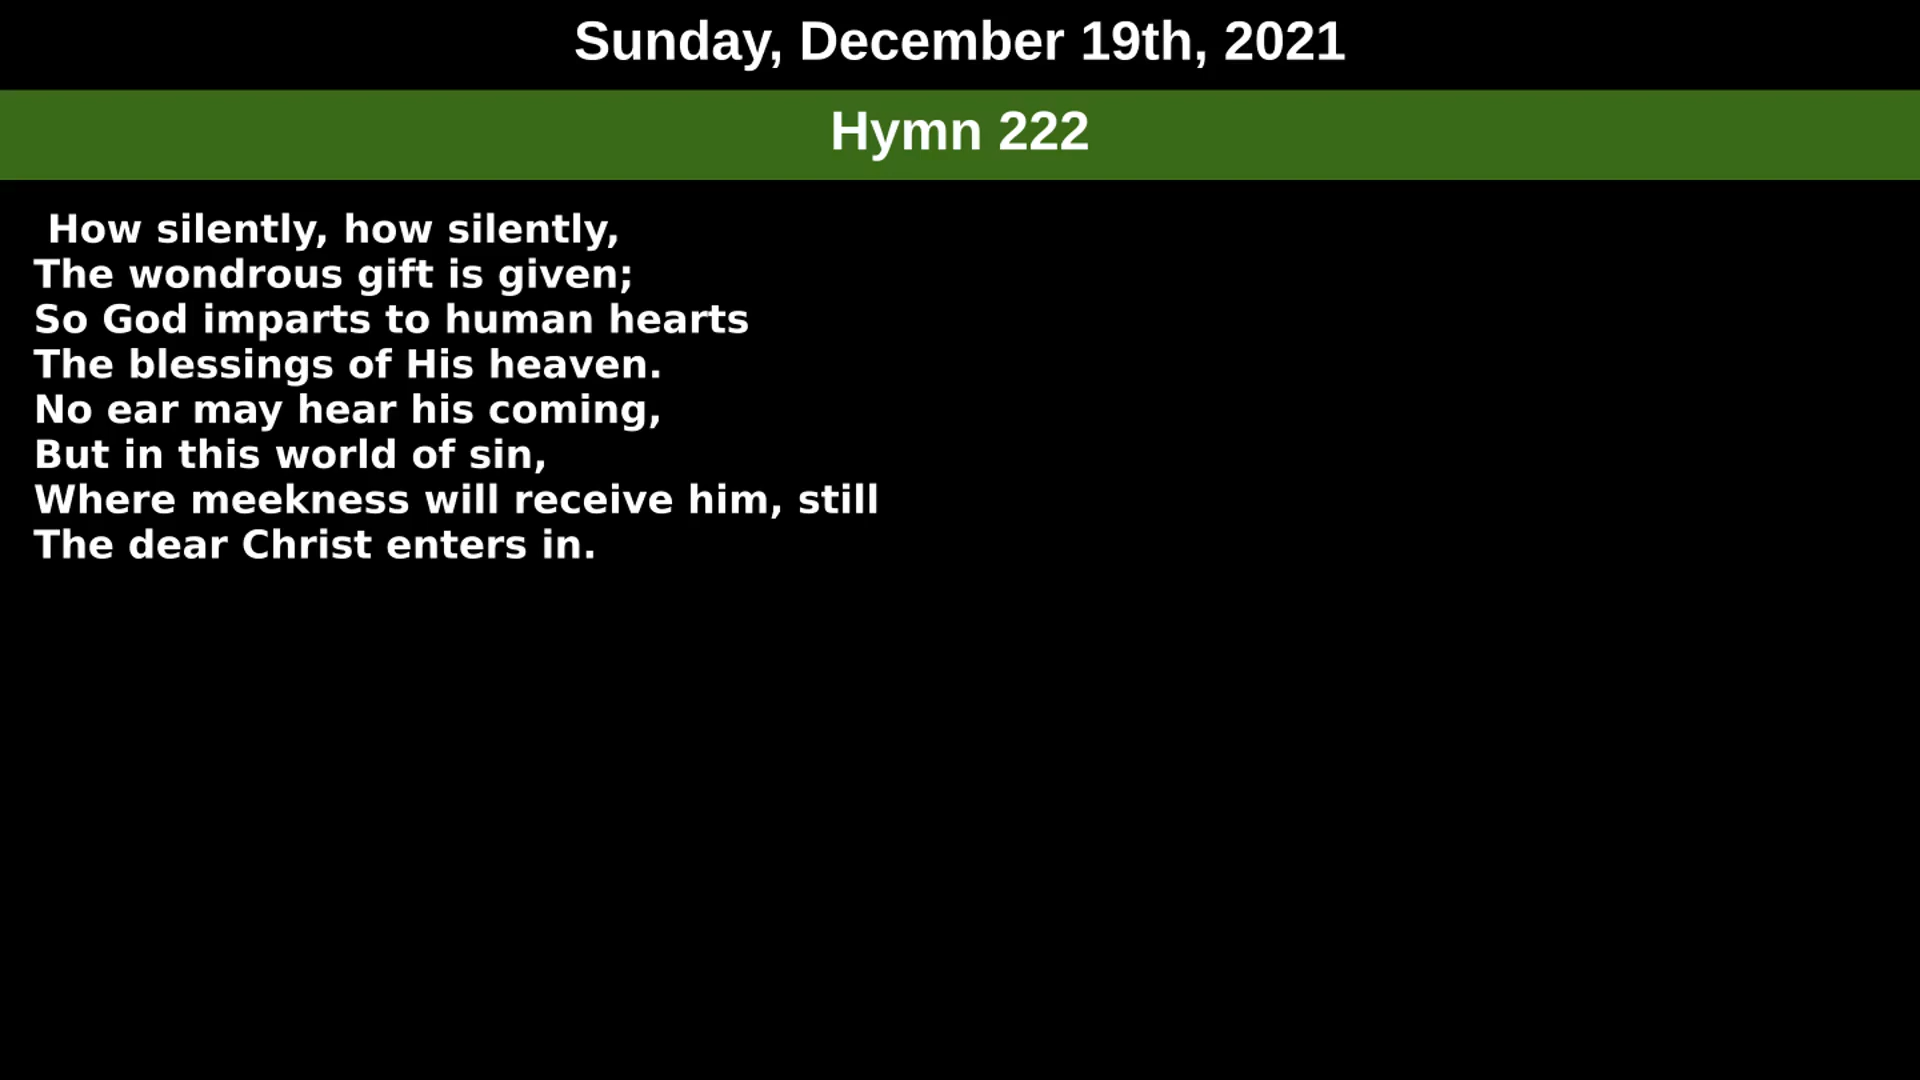 Sunday, December 19th, 2021
Hymn 222
How silently, how silently,
The wondrous gift is given;
So God imparts to human hearts
The blessings of His heaven.
No ear may hear his coming,
But in this world of sin,
Where meekness will receive him, still
The dear Christ enters in.